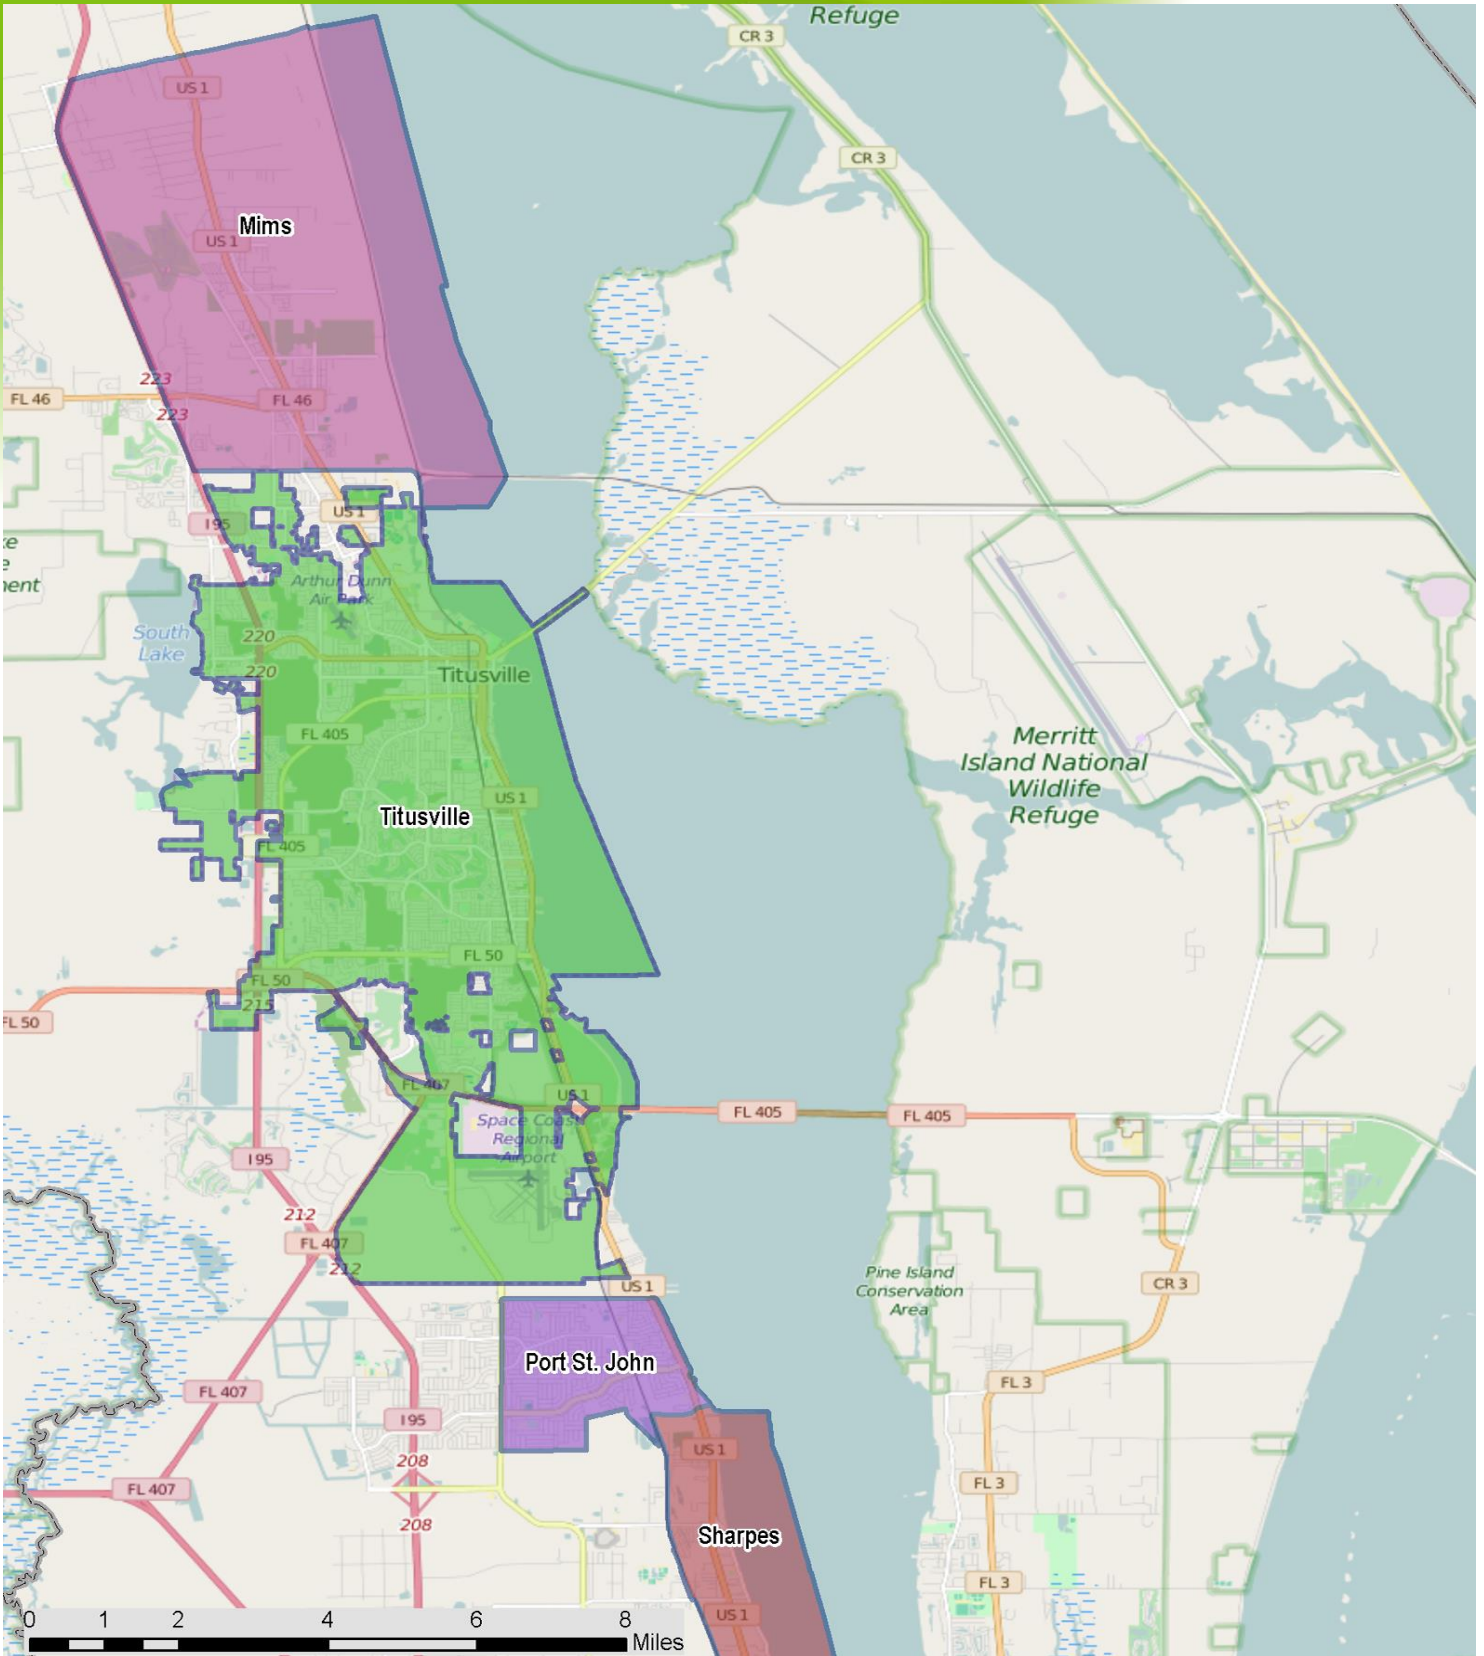 Refuge
CR 3
US 1
CR 3
Mims
US 1
223
FL 46
FL 46
223
US 1
I 95
Arthur Dunn
Air Park
ent
South
Lake
220
220
Titusville
FL 405
Merritt
Island National
Wildlife
Refuge
US 1
Titusville
FL 405
FL 50
FL 50
215
FL 50
FL 407
US 1
FL 405
FL 405
Space Coast
Regional
Airport
I 95
212
FL 407
212
US 1
Pine Island
Conservation
Area
CR 3
Port St. John
FL 407
FL 3
I 95
US 1
208
FL 407
FL 3
208
Sharpes
FL 3
US 1
0 1 2 4 6 8
Miles